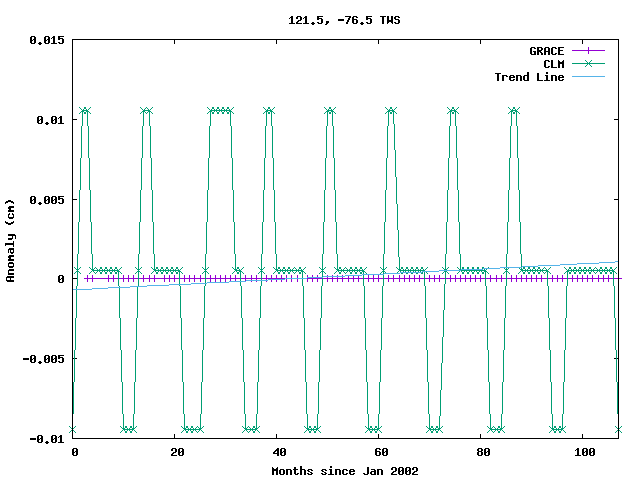 121.5, -76.5 TWS
GRACE
CLM
Trend Line
0.015
0.01
0.005
0
-0.005
-0.01
Anomaly (cm)
0 20 40 60 80 100
Months since Jan 2002